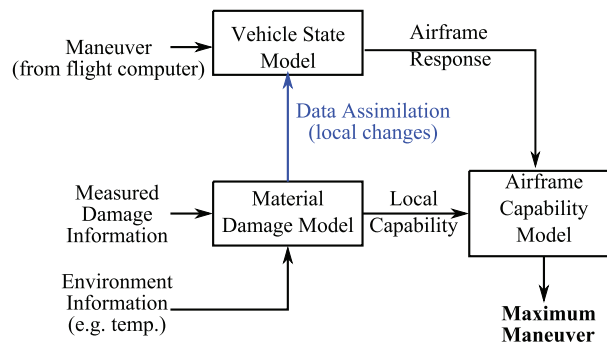 Maneuver
(from flight computer)
Vehicle State
Model
Airframe
Response
Data Assimilation
(local changes)
Measured
Damage
Information
Material
Damage Model
Local
Capability
Airframe
Capability
Model
Environment
Information
(e.g. temp.)
Maximum
Maneuver